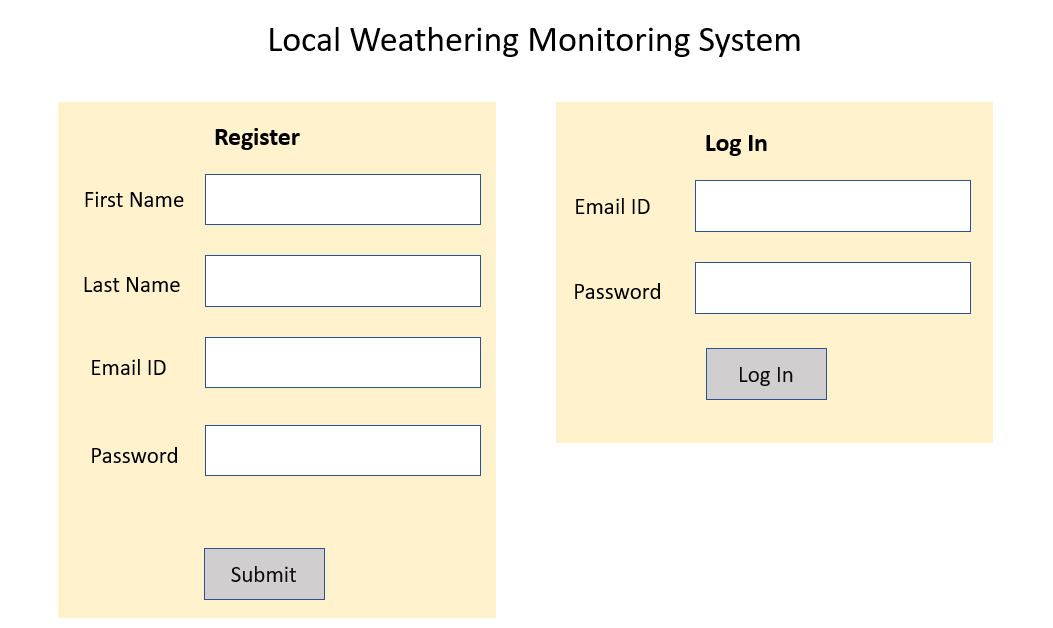 Local Weathering Monitoring System
Register
First Name
Last Name
Email ID
Password
Submit
Log In
Email ID
Password
Log In